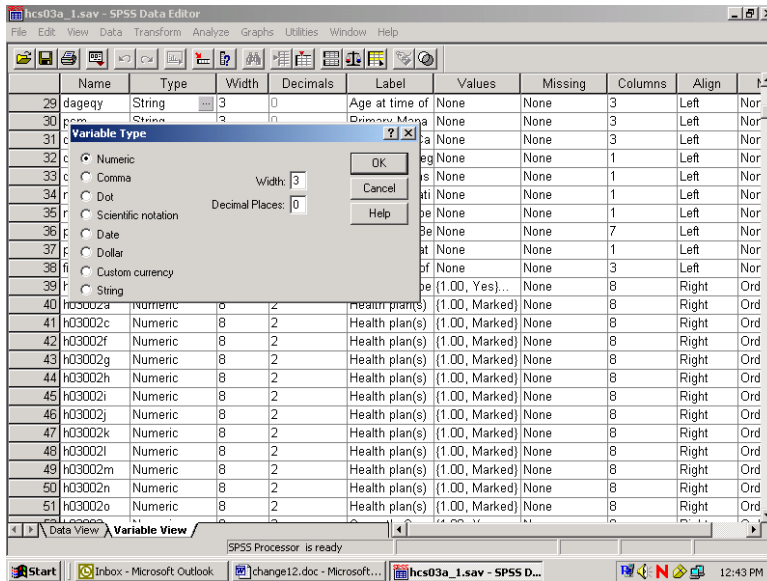 hcs03a_1.sav - SPSS Data Editor
File Edit View Data Transform Analyze Graphs Utilities Window Help
Name Type Width Decimals Label Values Missing Columns Align
29 dageqy String ... 3 0 Age at time of None None 3 Left Nor
30 pcm String 3 0 Primary Mana None None 3 Left Nor
31 None None 3 Left Nor
32 None None 1 Left Nor
33 None None 1 Left Nor
34 None None 1 Left Nor
35 None None 1 Left Nor
36 None None 7 Left Nor
37 None None 1 Left Nor
38 None None 3 Left Nor
39 {1.00, Yes}... None 8 Right Ord
Variable Type
Numeric
Comma
Dot
Scientific notation
Date
Dollar
Custom currency
String
Width: 3
Decimal Places: 0
OK
Cancel
Help
40 h03002a Numeric 8 2 Health plan(s) {1.00, Marked} None 8 Right Ord
41 h03002c Numeric 8 2 Health plan(s) {1.00, Marked} None 8 Right Ord
42 h03002f Numeric 8 2 Health plan(s) {1.00, Marked} None 8 Right Ord
43 h03002g Numeric 8 2 Health plan(s) {1.00, Marked} None 8 Right Ord
44 h03002h Numeric 8 2 Health plan(s) {1.00, Marked} None 8 Right Ord
45 h03002i Numeric 8 2 Health plan(s) {1.00, Marked} None 8 Right Ord
46 h03002j Numeric 8 2 Health plan(s) {1.00, Marked} None 8 Right Ord
47 h03002k Numeric 8 2 Health plan(s) {1.00, Marked} None 8 Right Ord
48 h03002l Numeric 8 2 Health plan(s) {1.00, Marked} None 8 Right Ord
49 h03002m Numeric 8 2 Health plan(s) {1.00, Marked} None 8 Right Ord
50 h03002n Numeric 8 2 Health plan(s) {1.00, Marked} None 8 Right Ord
51 h03002o Numeric 8 2 Health plan(s) {1.00, Marked} None 8 Right Ord
Data View Variable View
SPSS Processor is ready
Start Inbox - Microsoft Outlook change12.doc - Microsoft... hcs03a_1.sav - SPSS D... 12:43 PM